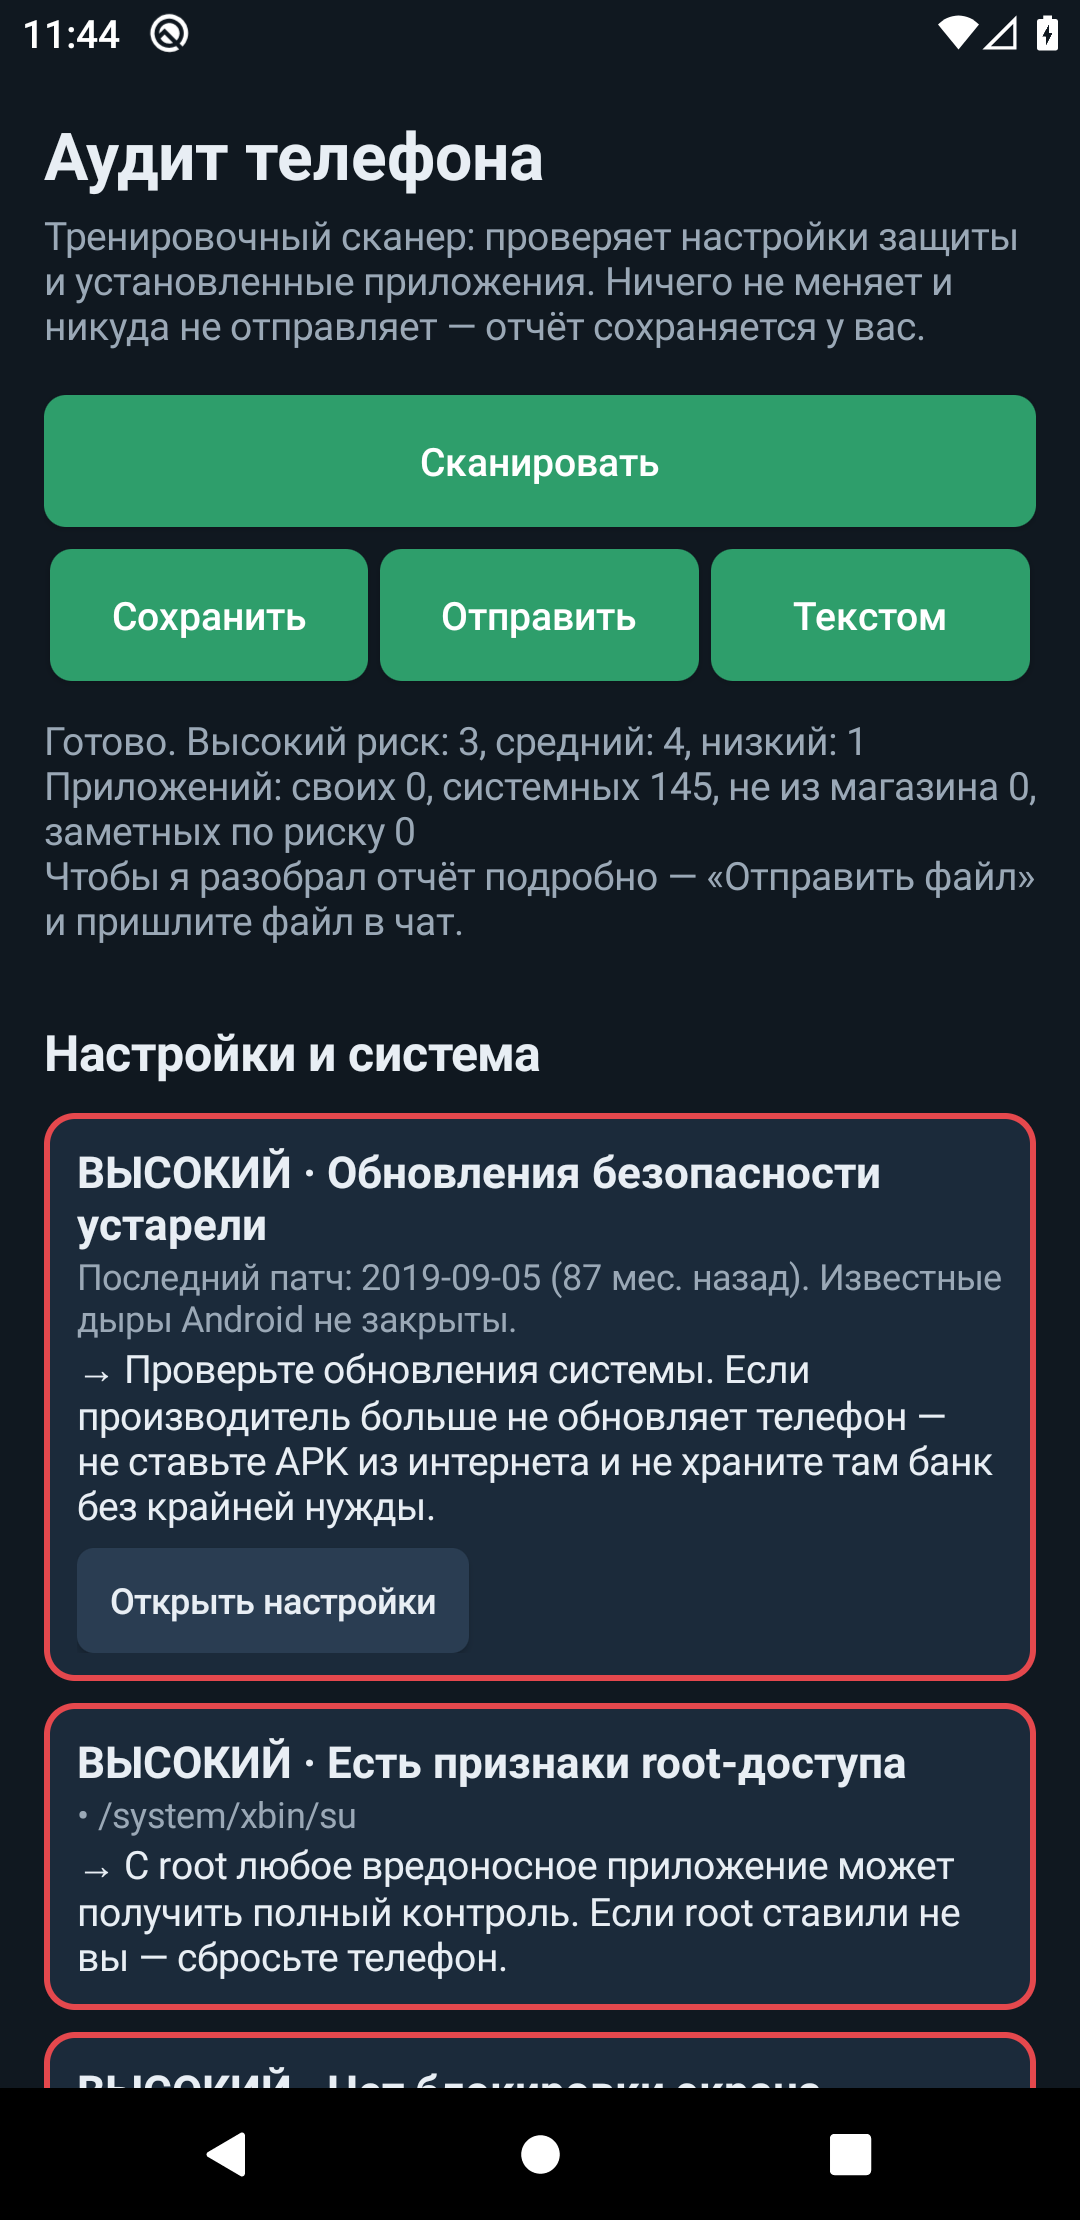 11:44
Аудит телефона
Тренировочный сканер: проверяет настройки защиты
и установленные приложения. Ничего не меняет и
никуда не отправляет — отчёт сохраняется у вас.
Сканировать
Сохранить
Отправить
Текстом
Готово. Высокий риск: 3, средний: 4, низкий: 1
Приложений: своих 0, системных 145, не из магазина 0,
заметных по риску 0
Чтобы я разобрал отчёт подробно — «Отправить файл»
и пришлите файл в чат.
Настройки и система
ВЫСОКИЙ · Обновления безопасности
устарели
Последний патч: 2019-09-05 (87 мес. назад). Известные
дыры Android не закрыты.
→ Проверьте обновления системы. Если
производитель больше не обновляет телефон —
не ставьте APK из интернета и не храните там банк
без крайней нужды.
Открыть настройки
ВЫСОКИЙ · Есть признаки root-доступа
• /system/xbin/su
→ С root любое вредоносное приложение может
получить полный контроль. Если root ставили не
вы — сбросьте телефон.
ВЫСОКИЙ · Нет блокировки экрана